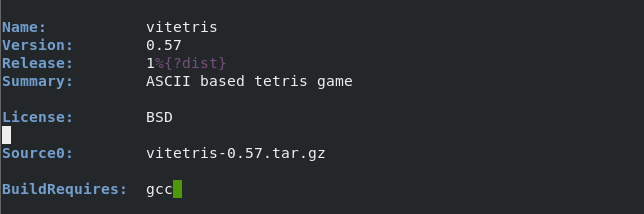 Name: vitetris
Version: 0.57
Release: 1%{?dist}
Summary: ASCII based tetris game
License: BSD
Source0: vitetris-0.57.tar.gz
BuildRequires: gcc